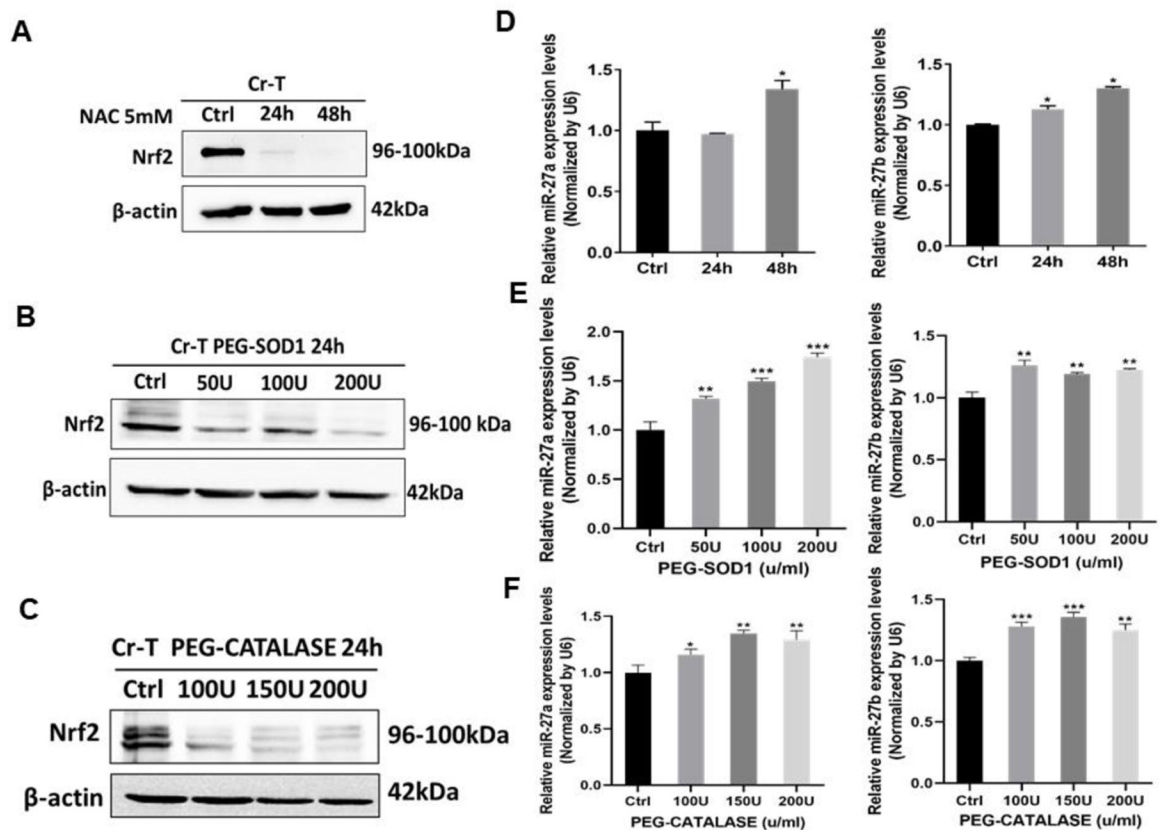 A
Cr-T
NAC 5mM Ctrl 24h 48h
Nrf2 96-100kDa
β-actin 42kDa
B
Cr-T PEG-SOD1 24h
Ctrl 50U 100U 200U
Nrf2 96-100 kDa
β-actin 42kDa
C
Cr-T PEG-CATALASE 24h
Ctrl 100U 150U 200U
Nrf2 96-100kDa
β-actin 42kDa
D
Relative miR-27a expression levels
(Normalized by U6)
1.5
1.0
0.5
0.0
*
Ctrl 24h 48h
Relative miR-27b expression levels
(Normalized by U6)
1.5
1.0
0.5
0.0
* *
Ctrl 24h 48h
E
Relative miR-27a expression levels
(Normalized by U6)
2.0
1.5
1.0
0.5
0.0
** *** ***
Ctrl 50U 100U 200U
PEG-SOD1 (u/ml)
Relative miR-27b expression levels
(Normalized by U6)
1.5
1.0
0.5
0.0
** ** **
Ctrl 50U 100U 200U
PEG-SOD1 (u/ml)
F
Relative miR-27a expression levels
(Normalized by U6)
1.5
1.0
0.5
0.0
* ** **
Ctrl 100U 150U 200U
PEG-CATALASE (u/ml)
Relative miR-27b expression levels
(Normalized by U6)
1.5
1.0
0.5
0.0
*** *** **
Ctrl 100U 150U 200U
PEG-CATALASE (u/ml)